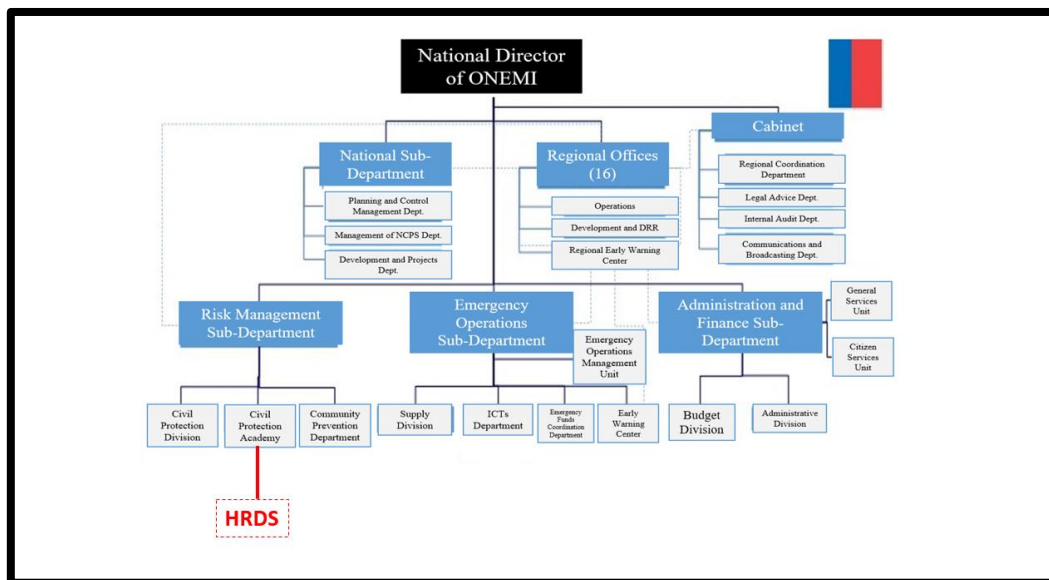 National Director
of ONEMI
Cabinet
National Sub-
Department
Regional Offices
(16)
Regional Coordination
Department
Legal Advice Dept.
Internal Audit Dept.
Communications and
Broadcasting Dept.
Planning and Control
Management Dept.
Management of NCPS Dept.
Development and Projects
Dept.
Operations
Development and DRR
Regional Early Warning
Center
Risk Management
Sub-Department
Emergency
Operations
Sub-Department
Administration and
Finance Sub-
Department
General
Services
Unit
Citizen
Services
Unit
Emergency
Operations
Management
Unit
Civil
Protection
Division
Civil
Protection
Academy
Community
Prevention
Department
Supply
Division
ICTs
Department
Emergency
Funds
Coordination
Department
Early
Warning
Center
Budget
Division
Administrative
Division
HRDS